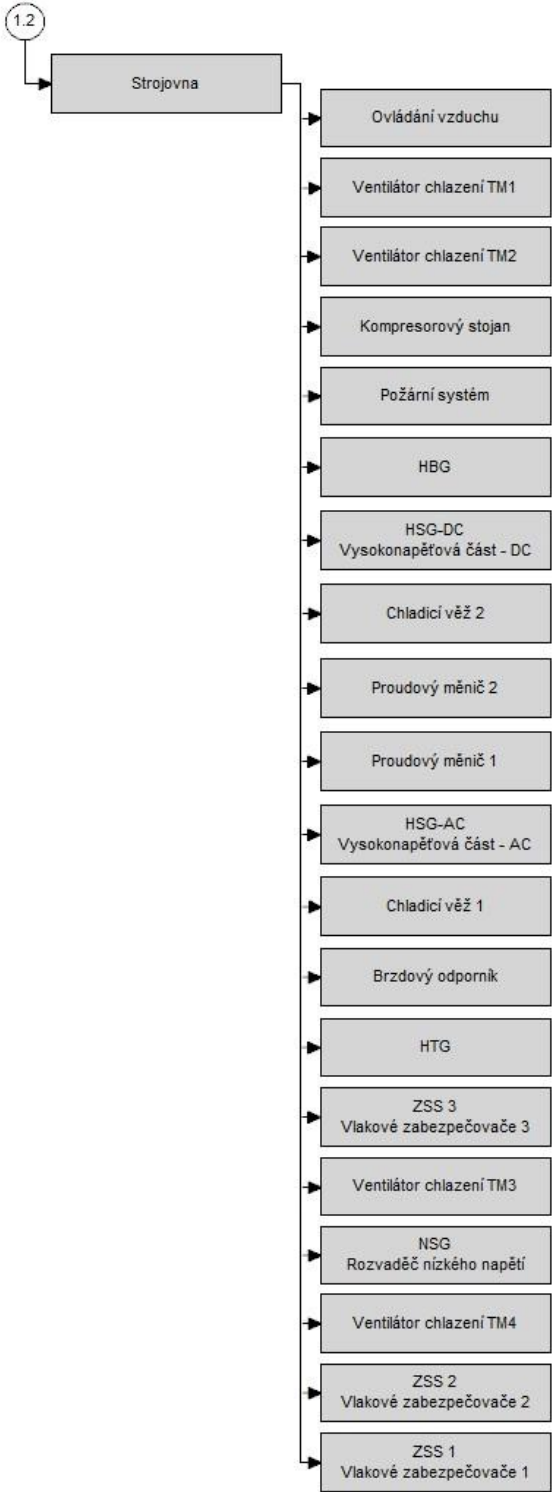 1.2
Strojovna
Ovládání vzduchu
Ventilátor chlazení TM1
Ventilátor chlazení TM2
Kompresorový stojan
Požární systém
HBG
HSG-DC
Vysokonapěťová část - DC
Chladicí věž 2
Proudový měnič 2
Proudový měnič 1
HSG-AC
Vysokonapěťová část - AC
Chladicí věž 1
Brzdový odporník
HTG
ZSS 3
Vlakové zabezpečovače 3
Ventilátor chlazení TM3
NSG
Rozvaděč nízkého napětí
Ventilátor chlazení TM4
ZSS 2
Vlakové zabezpečovače 2
ZSS 1
Vlakové zabezpečovače 1